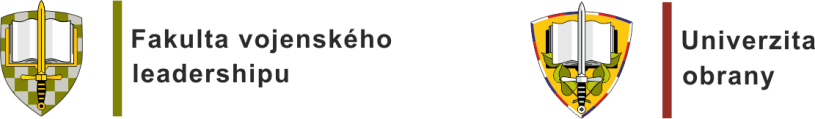 Fakulta vojenského
leadershipu
Univerzita
obrany